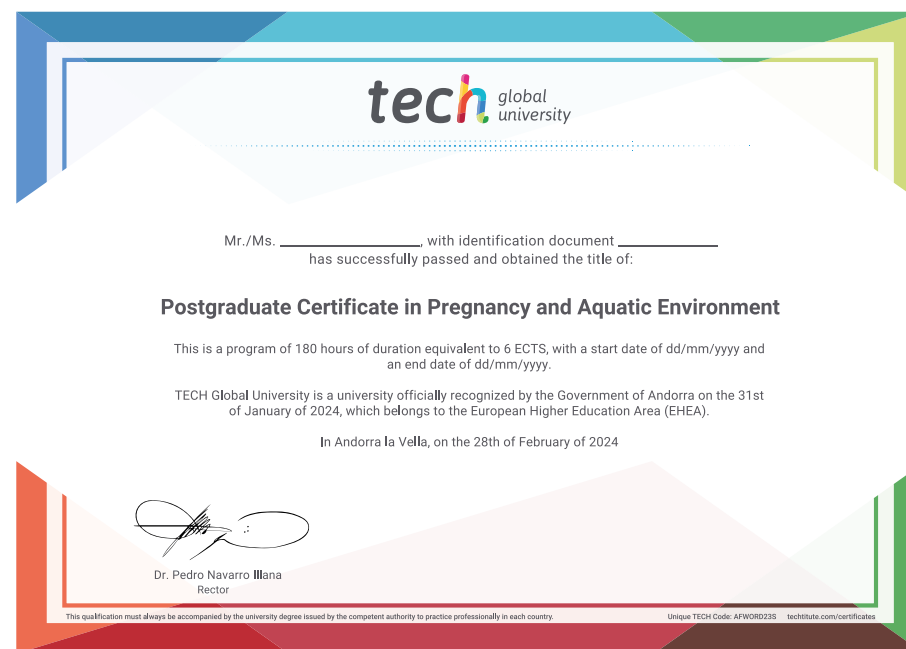 tech global university
Mr./Ms. ____________________, with identification document ______________
has successfully passed and obtained the title of:
Postgraduate Certificate in Pregnancy and Aquatic Environment
This is a program of 180 hours of duration equivalent to 6 ECTS, with a start date of dd/mm/yyyy and
an end date of dd/mm/yyyy.
TECH Global University is a university officially recognized by the Government of Andorra on the 31st
of January of 2024, which belongs to the European Higher Education Area (EHEA).
In Andorra la Vella, on the 28th of February of 2024
Dr. Pedro Navarro Illana
Rector
This qualification must always be accompanied by the university degree issued by the competent authority to practice professionally in each country. Unique TECH Code: AFWORD23S techtitute.com/certificates